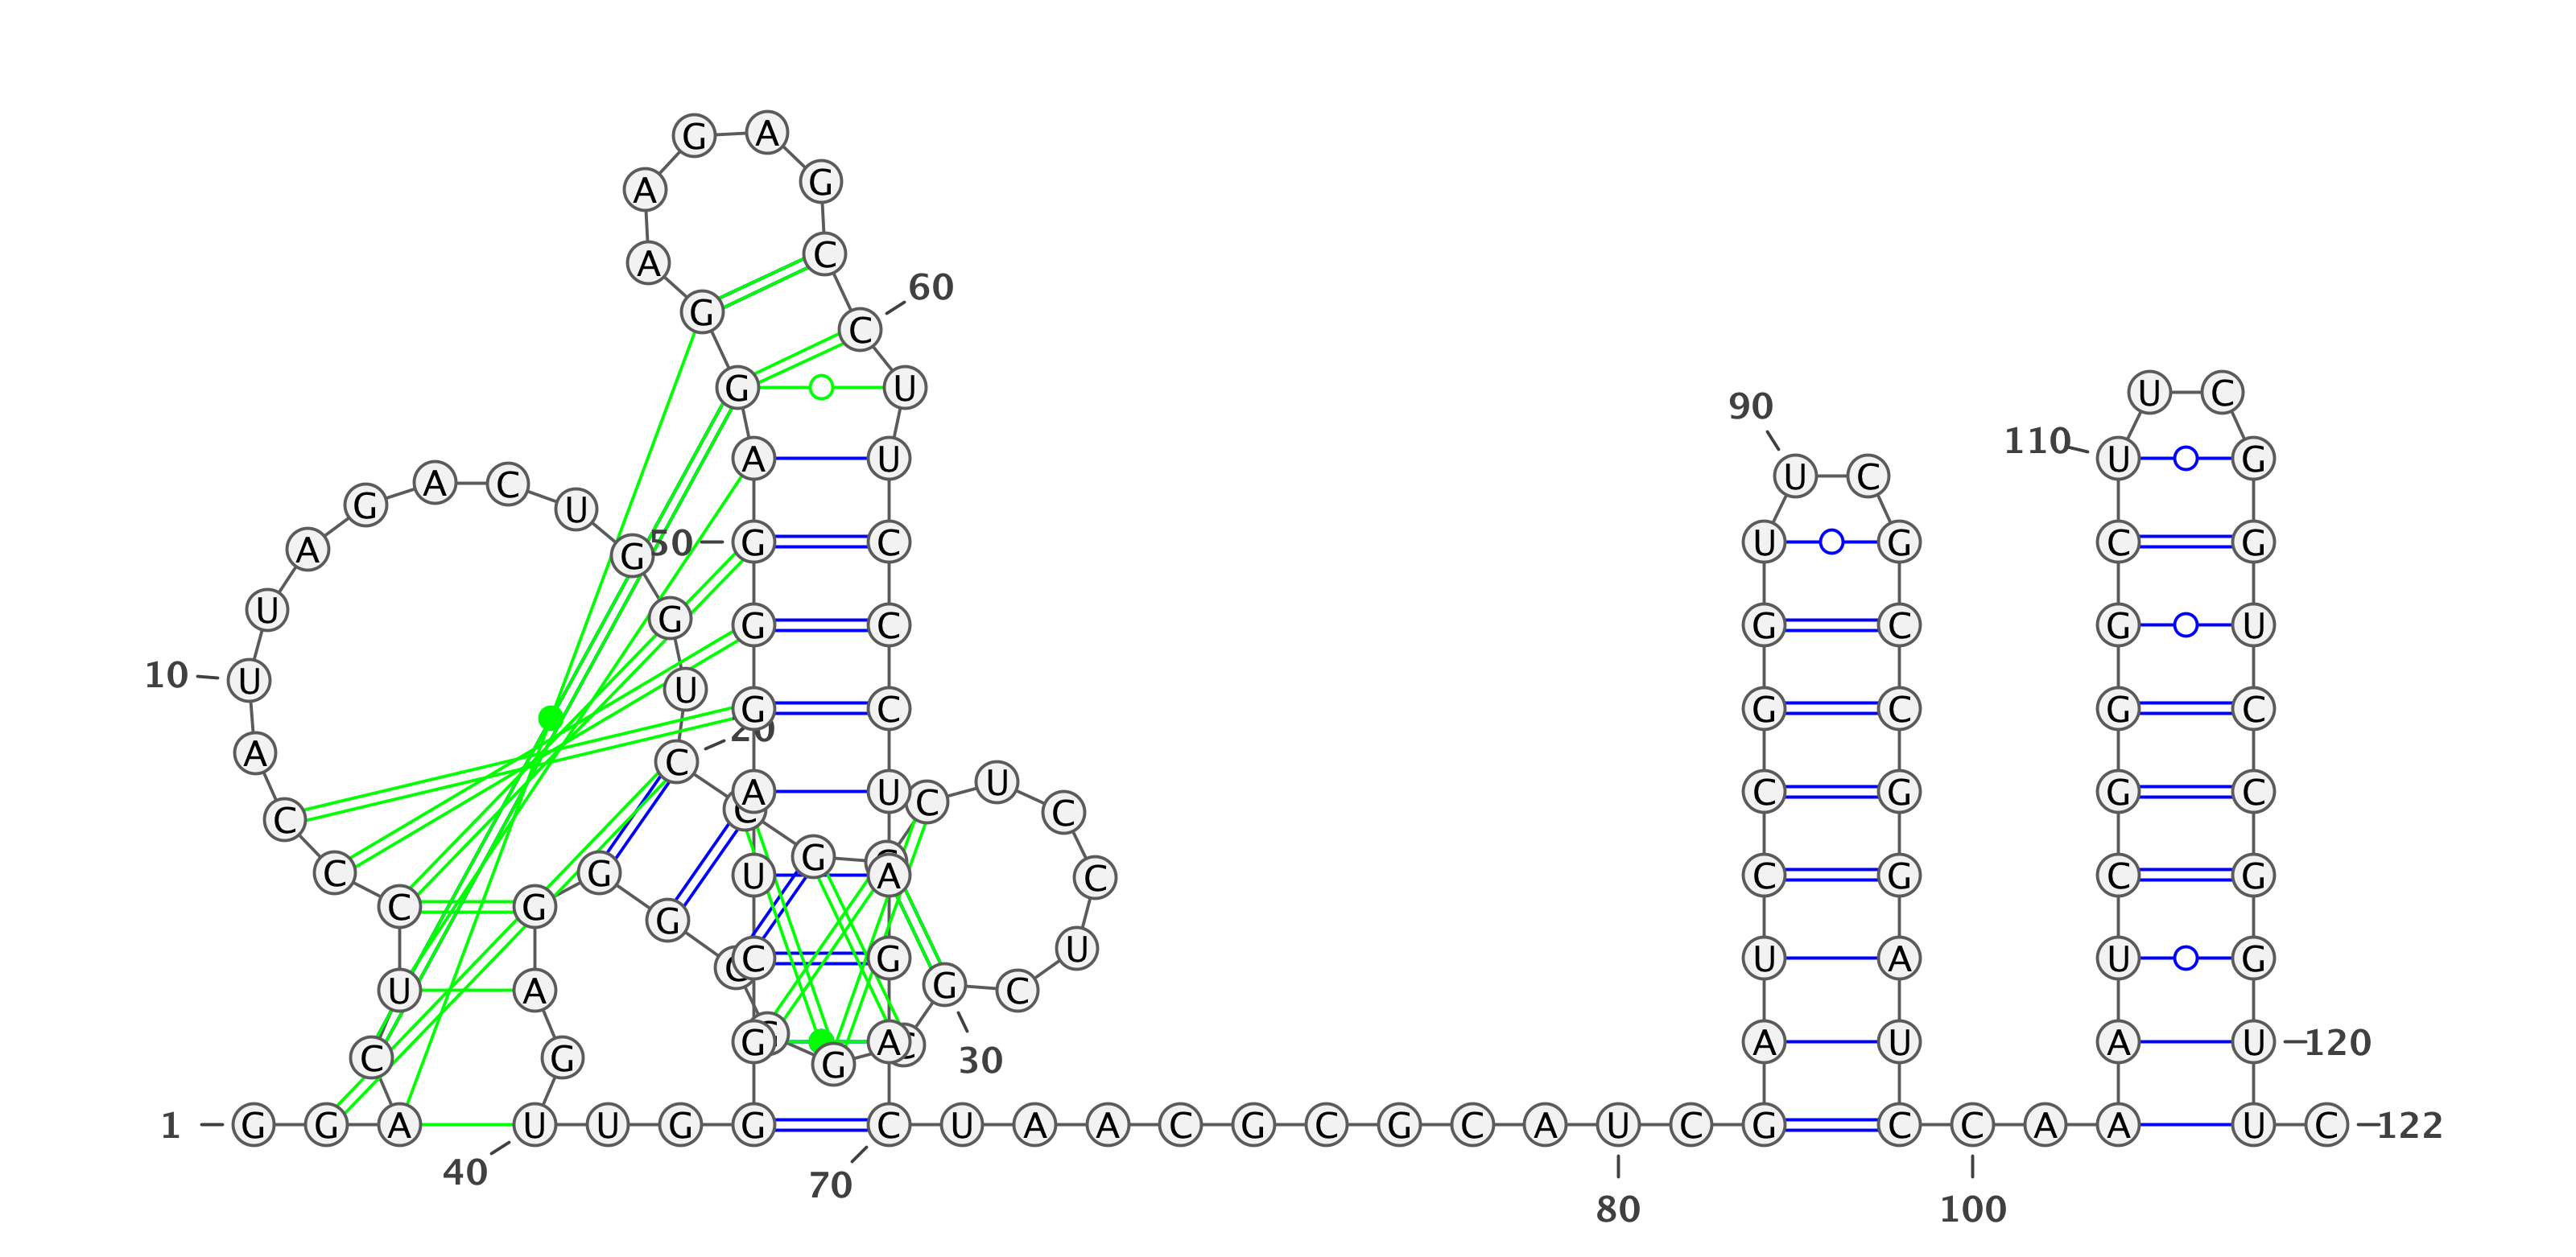 G A
A G
A C
60
G C
G U U C
90
110
A U U G
U C
G A C U
50 G C U G C G
A G
U G
G C G C G U
10 U U
G C G C G C
20
A C
U
A U C C G G C
C C
C
G
C G U A C C G C G
C G
G
U
C G U A U G
U A G C
G A A U A U 120
C G G
30
1 G G A U U G G C U A A C G C G C A U C G C C A A U C 122
40 70
80 100